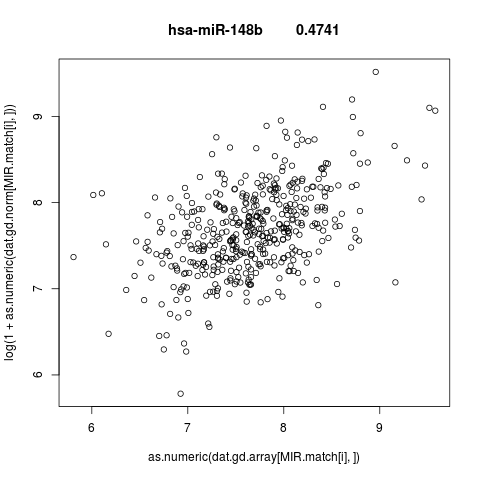 hsa-miR-148b 0.4741
log(1 + as.numeric(dat.gd.norm[MIR.match[i], ]))
9
8
7
6
6 7 8 9
as.numeric(dat.gd.array[MIR.match[i], ])